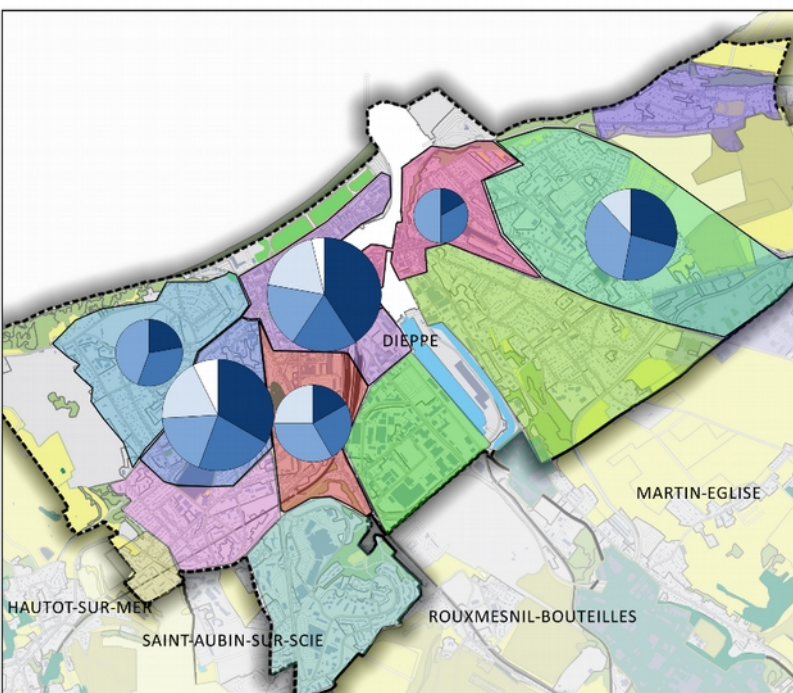 DIEPPE
MARTIN-EGLISE
HAUTOT-SUR-MER
ROUXMESNIL-BOUTEILLES
SAINT-AUBIN-SUR-SCIE